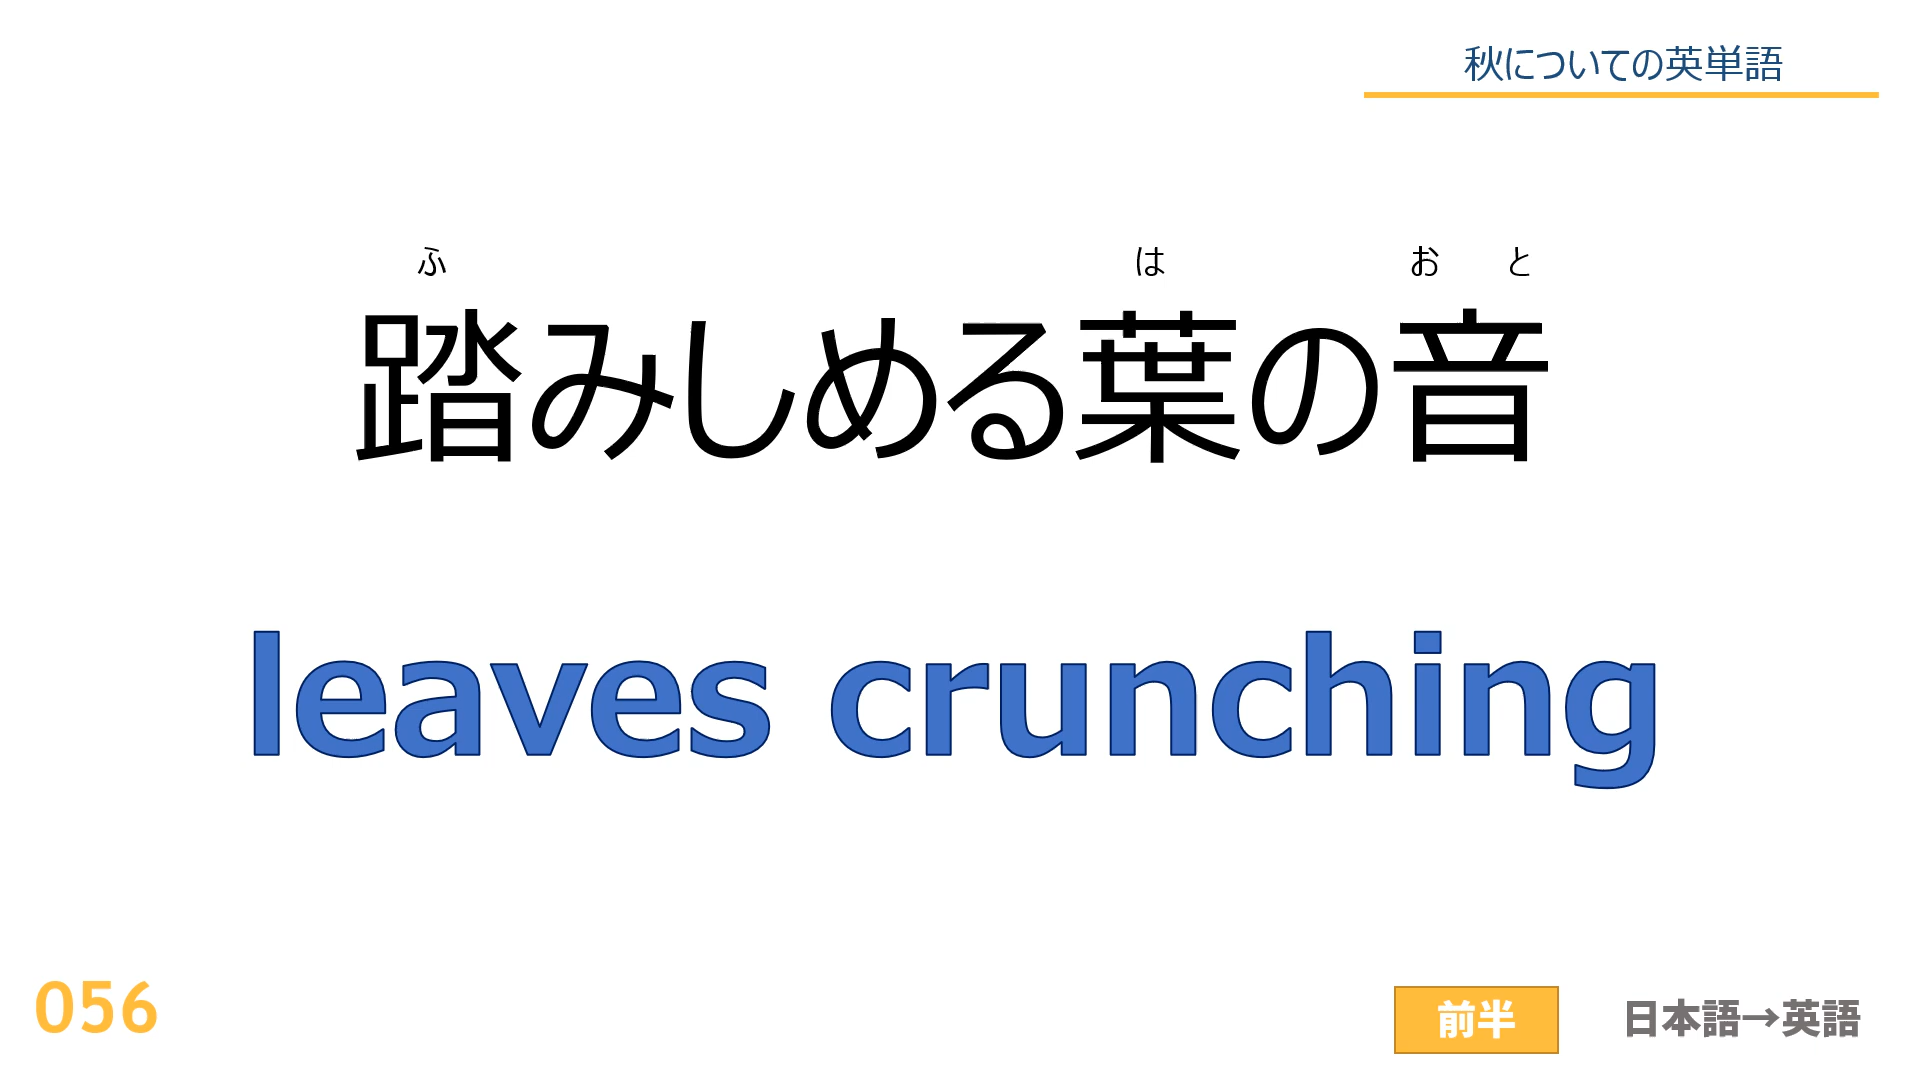 秋についての英単語
ふ は お と
踏みしめる葉の音
leaves crunching
056
前半
日本語→英語